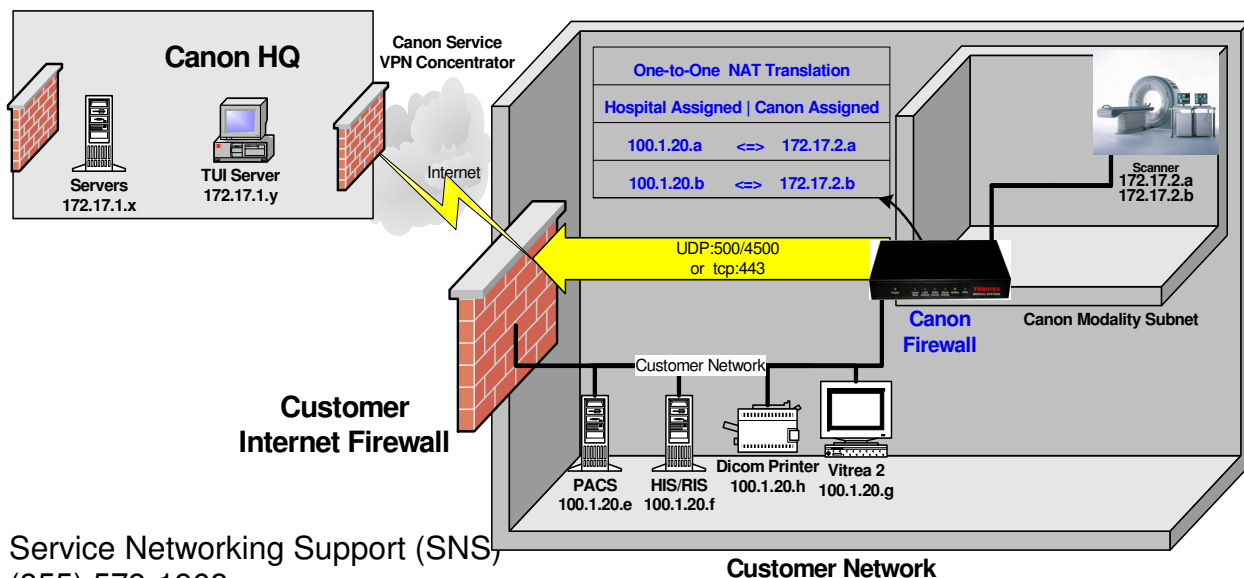 Canon HQ
Servers
172.17.1.x
TUI Server
172.17.1.y
Canon Service
VPN Concentrator
Internet
One-to-One NAT Translation
Hospital Assigned | Canon Assigned
100.1.20.a <=> 172.17.2.a
100.1.20.b <=> 172.17.2.b
Scanner
172.17.2.a
172.17.2.b
UDP:500/4500
or tcp:443
TOSHIBA
Canon
Firewall
Canon Modality Subnet
Customer Network
Customer
Internet Firewall
PACS
100.1.20.e
HIS/RIS
100.1.20.f
Dicom Printer
100.1.20.h
Vitrea 2
100.1.20.g
Service Networking Support (SNS)
Customer Network